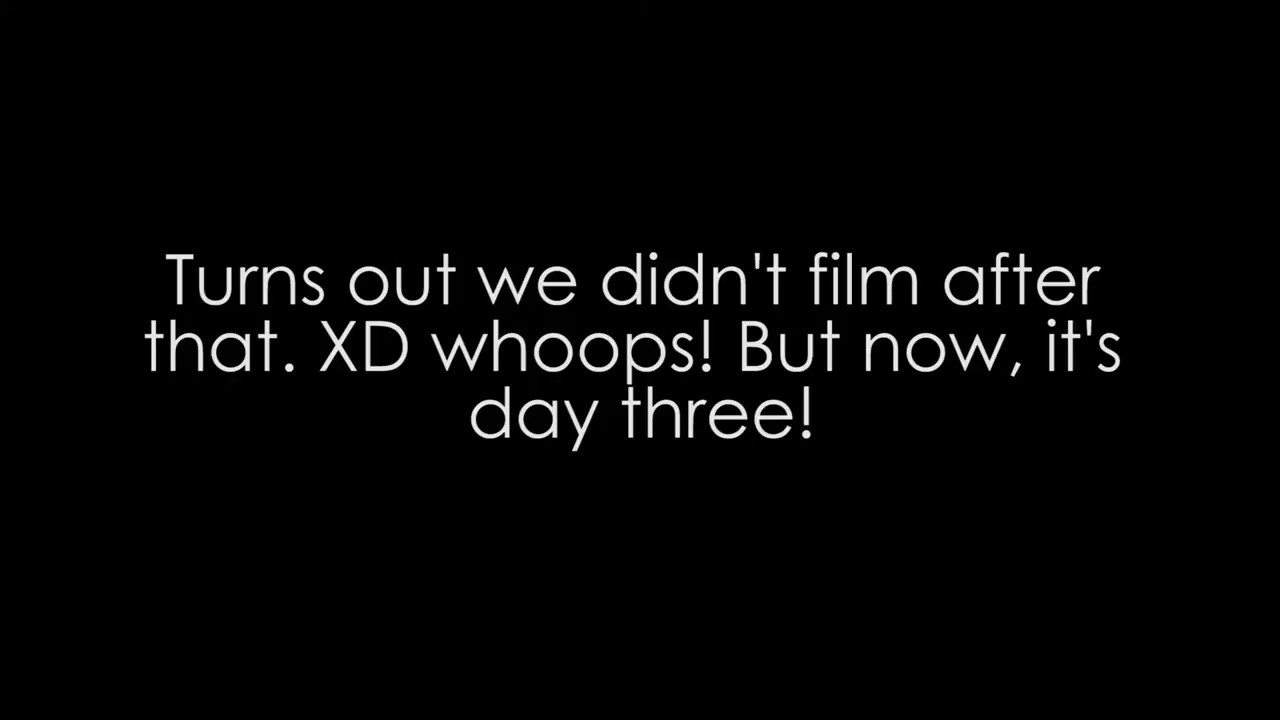 Turns out we didn't film after
that. XD whoops! But now, it's
day three!